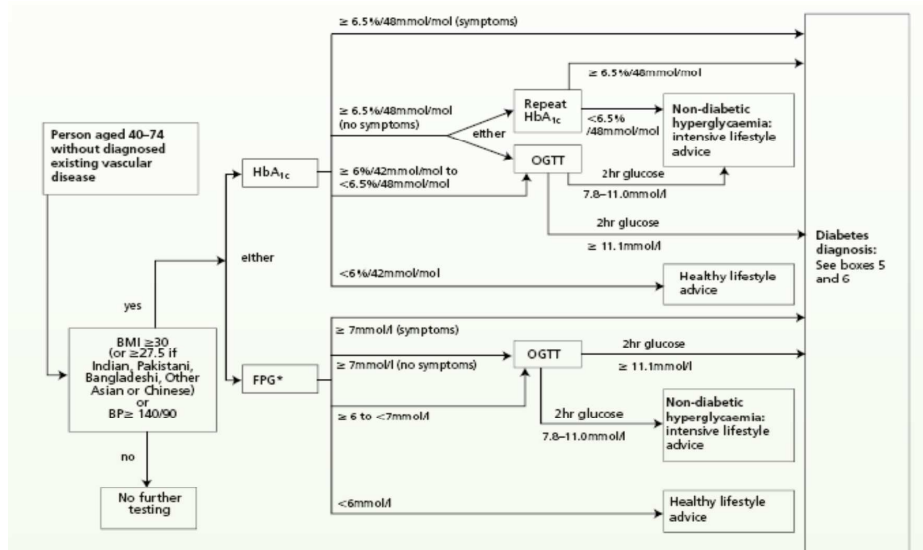 Person aged 40–74
without diagnosed
existing vascular
disease
BMI ≥30
(or ≥27.5 if
Indian, Pakistani,
Bangladeshi, Other
Asian or Chinese)
or
BP≥ 140/90
yes
no
No further
testing
either
HbA1c
≥ 6.5%/48mmol/mol (symptoms)
≥ 6.5%/48mmol/mol
(no symptoms)
either
Repeat
HbA1c
≥ 6.5%/48mmol/mol
<6.5%
/48mmol/mol
Non-diabetic
hyperglycaemia:
intensive lifestyle
advice
OGTT
≥ 6%/42mmol/mol to
<6.5%/48mmol/mol
2hr glucose
7.8–11.0mmol/l
2hr glucose
≥ 11.1mmol/l
<6%/42mmol/mol
Healthy lifestyle
advice
FPG*
≥ 7mmol/l (symptoms)
≥ 7mmol/l (no symptoms)
OGTT
2hr glucose
≥ 11.1mmol/l
≥ 6 to <7mmol/l
2hr glucose
7.8–11.0mmol/l
Non-diabetic
hyperglycaemia:
intensive lifestyle
advice
<6mmol/l
Healthy lifestyle
advice
Diabetes
diagnosis:
See boxes 5
and 6